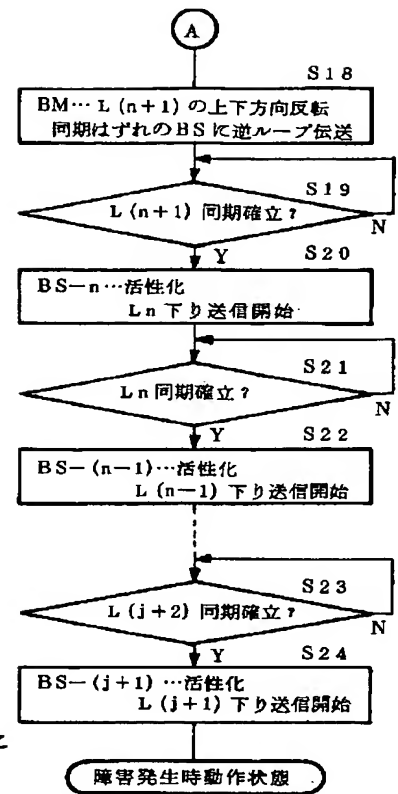 A
S18
BM…L(n+1)の上下方向反転
同期はずれのBSに逆ループ伝送
S19
L(n+1)同期確立?
N
Y
S20
BS-n…活性化
Ln下り送信開始
S21
Ln同期確立?
N
Y
S22
BS-(n-1)…活性化
L(n-1)下り送信開始
S23
L(j+2)同期確立?
N
Y
S24
BS-(j+1)…活性化
L(j+1)下り送信開始
障害発生時動作状態